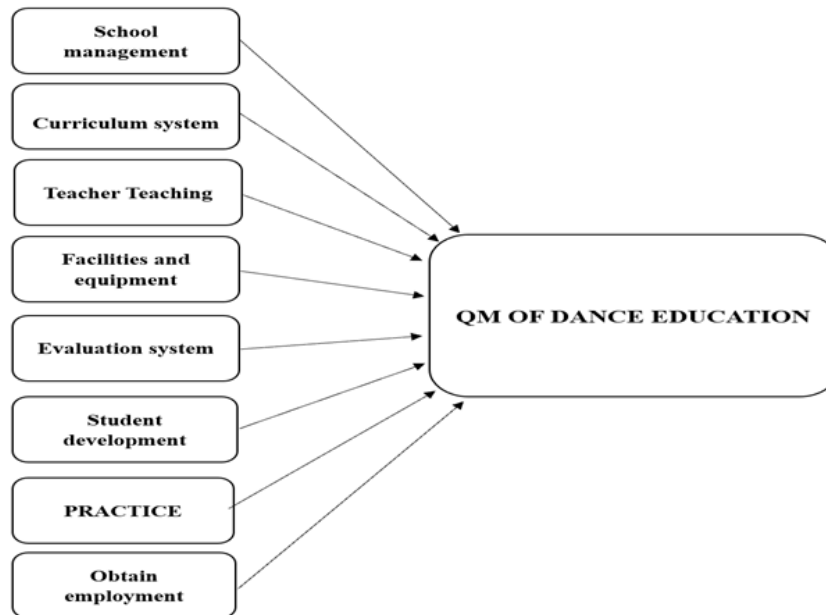 School
management
Curriculum system
Teacher Teaching
Facilities and
equipment
QM OF DANCE EDUCATION
Evaluation system
Student
development
PRACTICE
Obtain
employment